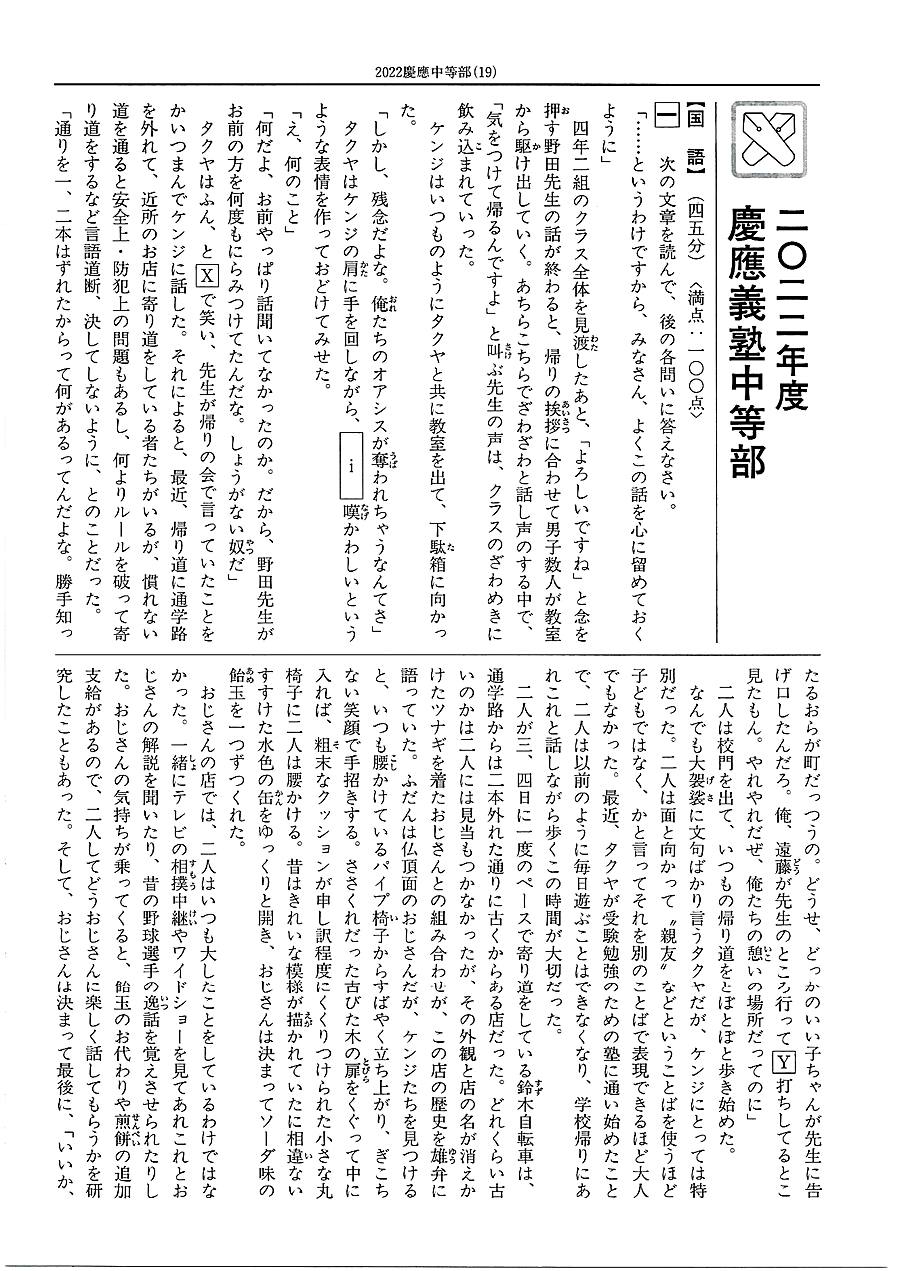 2022慶應中等部(19)
二〇二二年度
慶應義塾中等部
【国　語】（四五分）〈満点：一〇〇点〉
一　次の文章を読んで、後の各問いに答えなさい。
「……というわけですから、みなさん、よくこの話を心に留めておく
ように」
四年二組のクラス全体を見渡したあと、「よろしいですね」と念を
押す野田先生の話が終わると、帰りの挨拶に合わせて男子数人が教室
から駆け出していく。あちらこちらでざわざわと話し声のする中で、
「気をつけて帰るんですよ」と叫ぶ先生の声は、クラスのざわめきに
飲み込まれていった。
ケンジはいつものようにタクヤと共に教室を出て、下駄箱に向かっ
た。
「しかし、残念だよな。俺たちのオアシスが奪われちゃうなんてさ」
タクヤはケンジの肩に手を回しながら、 i 嘆かわしいという
ような表情を作っておどけてみせた。
「え、何のこと」
「何だよ、お前やっぱり話聞いてなかったのか。だから、野田先生が
お前の方を何度もにらみつけてたんだな。しょうがない奴だ」
タクヤはふん、と X で笑い、先生が帰りの会で言っていたことを
かいつまんでケンジに話した。それによると、最近、帰り道に通学路
を外れて、近所のお店に寄り道をしている者たちがいるが、慣れない
道を通ると安全上・防犯上の問題もあるし、何よりルールを破って寄
り道をするなど言語道断、決してしないように、とのことだった。
「通りを一、二本はずれたからって何があるってんだよな。勝手知っ
たるおらが町だっつうの。どうせ、どっかのいい子ちゃんが先生に告
げ口したんだろ。俺、遠藤が先生のところ行って Y 打ちしてるとこ
見たもん。やれやれだぜ、俺たちの憩いの場所だってのに」
二人は校門を出て、いつもの帰り道をとぼとぼと歩き始めた。
なんでも大袈裟に文句ばかり言うタクヤだが、ケンジにとっては特
別だった。二人は面と向かって〝親友〟などということばを使うほど
子どもではなく、かと言ってそれを別のことばで表現できるほど大人
でもなかった。最近、タクヤが受験勉強のための塾に通い始めたこと
で、二人は以前のように毎日遊ぶことはできなくなり、学校帰りにあ
れこれと話しながら歩くこの時間が大切だった。
二人が三、四日に一度のペースで寄り道をしている鈴木自転車は、
通学路からは二本外れた通りに古くからある店だった。どれくらい古
いのかは二人には見当もつかなかったが、その外観と店の名が消えか
けたツナギを着たおじさんとの組み合わせが、この店の歴史を雄弁に
語っていた。ふだんは仏頂面のおじさんだが、ケンジたちを見つける
と、いつも腰かけているパイプ椅子からすばやく立ち上がり、ぎこち
ない笑顔で手招きする。ささくれだった古びた木の扉をくぐって中に
入れば、粗末なクッションが申し訳程度にくくりつけられた小さな丸
椅子に二人は腰かける。昔はきれいな模様が描かれていたに相違ない
すすけた水色の缶をゆっくりと開き、おじさんは決まってソーダ味の
飴玉を一つずつくれた。
おじさんの店では、二人はいつも大したことをしているわけではな
かった。一緒にテレビの相撲中継やワイドショーを見てあれこれとお
じさんの解説を聞いたり、昔の野球選手の逸話を覚えさせられたりし
た。おじさんの気持ちが乗ってくると、飴玉のお代わりや煎餅の追加
支給があるので、二人してどうおじさんに楽しく話してもらうかを研
究したこともあった。そして、おじさんは決まって最後に、「いいか、